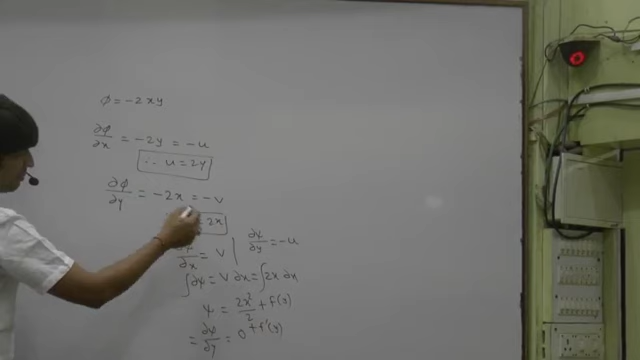 φ = -2xy
∂φ/∂x = -2y = -u
∴ u = 2y
∂φ/∂y = -2x = -v
= 2x
∂ψ/∂x = v | ∂ψ/∂y = -u
∫∂ψ = v ∂x = ∫2x ∂x
ψ = 2x²/2 + f(y)
= ∂ψ/∂y = 0 + f'(y)